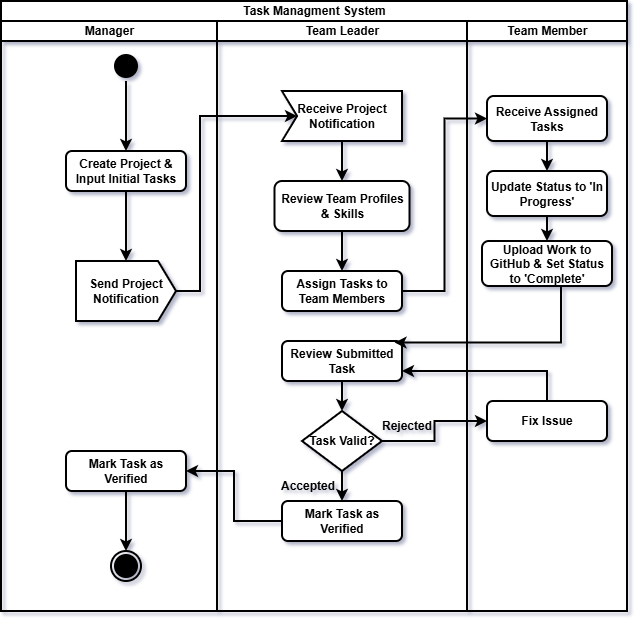 Task Managment System
Manager
Team Leader
Team Member
Create Project &
Input Initial Tasks
Send Project
Notification
Receive Project
Notification
Review Team Profiles
& Skills
Assign Tasks to
Team Members
Receive Assigned
Tasks
Update Status to 'In
Progress'
Upload Work to
GitHub & Set Status
to 'Complete'
Review Submitted
Task
Task Valid?
Rejected
Fix Issue
Accepted
Mark Task as
Verified
Mark Task as
Verified